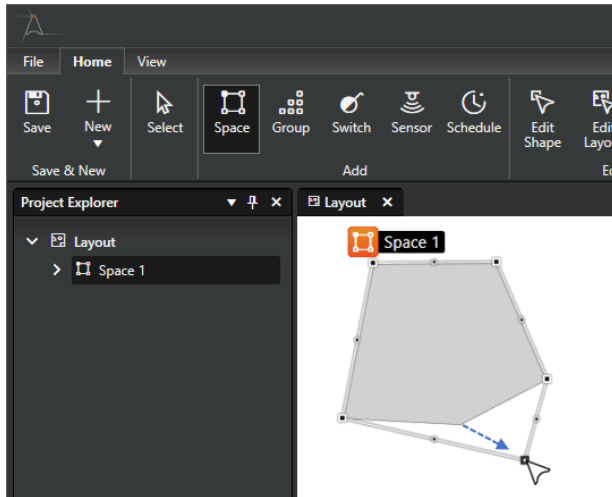 File Home View
Save New Select Space Group Switch Sensor Schedule Edit Shape Edit
Save & New Add
Project Explorer Layout
Layout
Space 1
Space 1